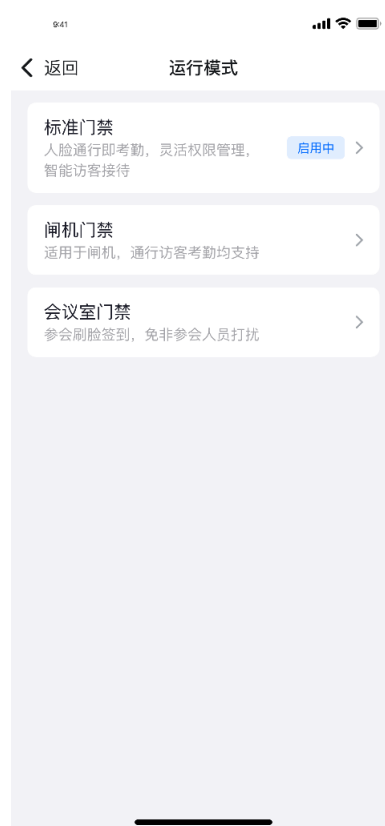 9:41
返回
运行模式
标准门禁
人脸通行即考勤，灵活权限管理，
智能访客接待
启用中
闸机门禁
适用于闸机，通行访客考勤均支持
会议室门禁
参会刷脸签到，免非参会人员打扰